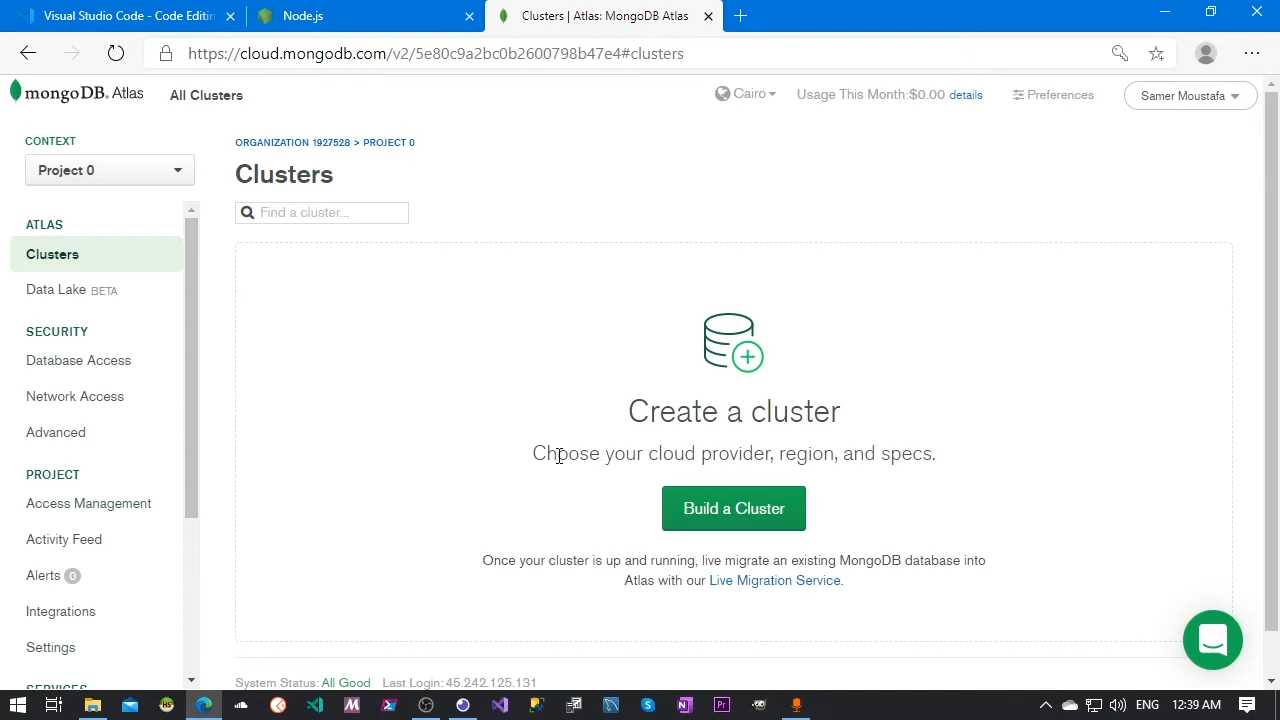 Visual Studio Code - Code Editin
Node.js
Clusters | Atlas: MongoDB Atlas
https://cloud.mongodb.com/v2/5e80c9a2bc0b2600798b47e4#clusters
mongoDB. Atlas
All Clusters
Cairo
Usage This Month:$0.00 details
Preferences
Samer Moustafa
CONTEXT
Project 0
ATLAS
Clusters
Data Lake BETA
SECURITY
Database Access
Network Access
Advanced
PROJECT
Access Management
Activity Feed
Alerts 0
Integrations
Settings
SERVICES
ORGANIZATION 1927528 > PROJECT 0
Clusters
Find a cluster...
Create a cluster
Choose your cloud provider, region, and specs.
Build a Cluster
Once your cluster is up and running, live migrate an existing MongoDB database into
Atlas with our Live Migration Service.
System Status: All Good Last Login: 45.242.125.131
ENG
12:39 AM